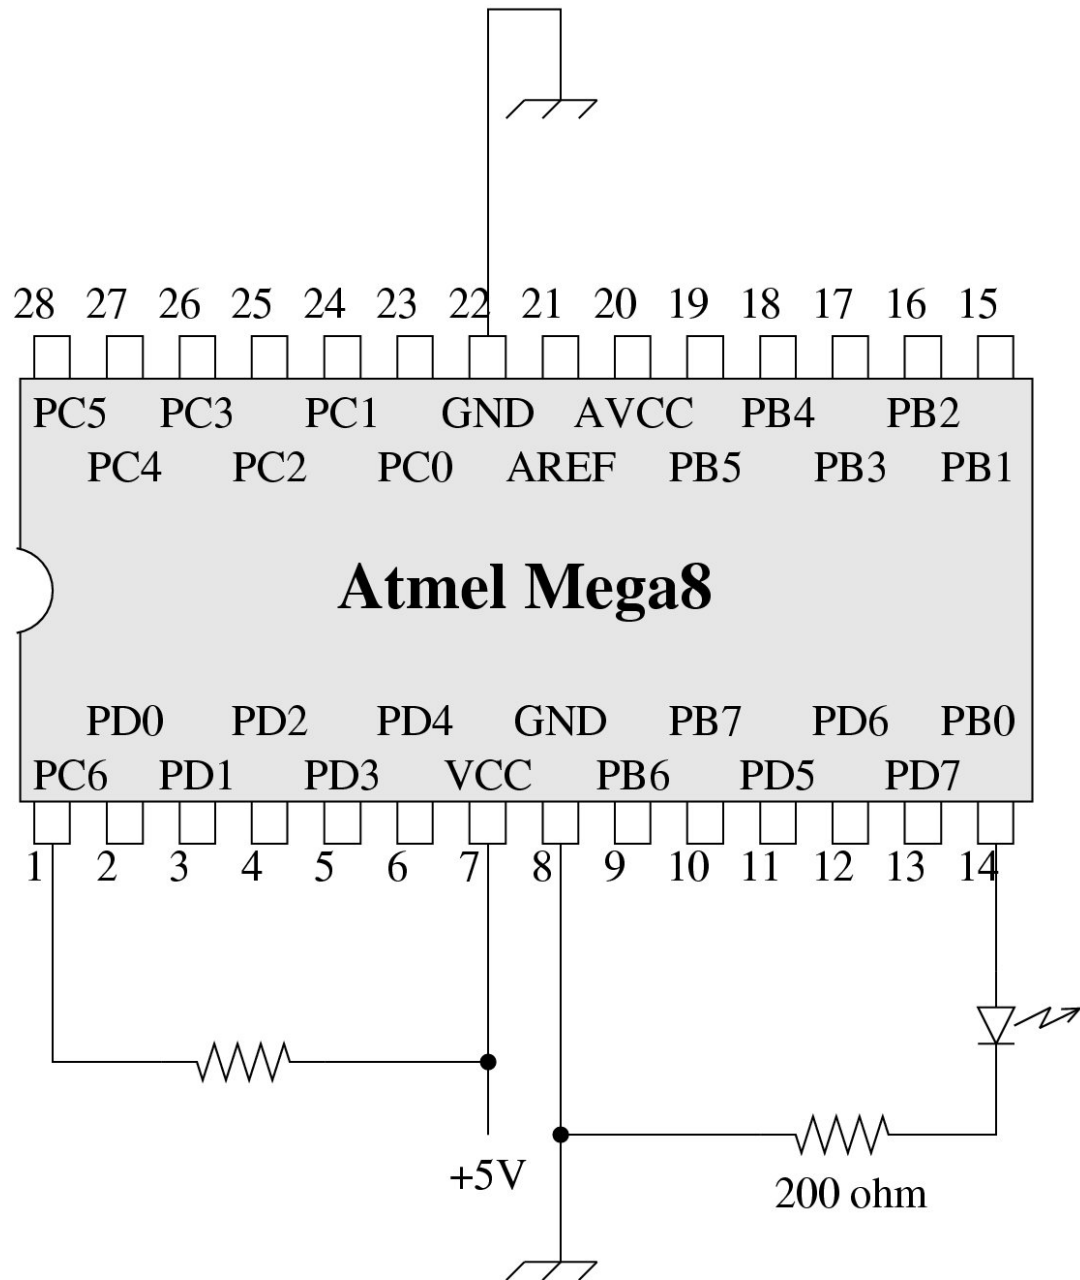 28 27 26 25 24 23 22 21 20 19 18 17 16 15
PC5 PC3 PC1 GND AVCC PB4 PB2
PC4 PC2 PC0 AREF PB5 PB3 PB1
Atmel Mega8
PD0 PD2 PD4 GND PB7 PD6 PB0
PC6 PD1 PD3 VCC PB6 PD5 PD7
1 2 3 4 5 6 7 8 9 10 11 12 13 14
+5V
200 ohm